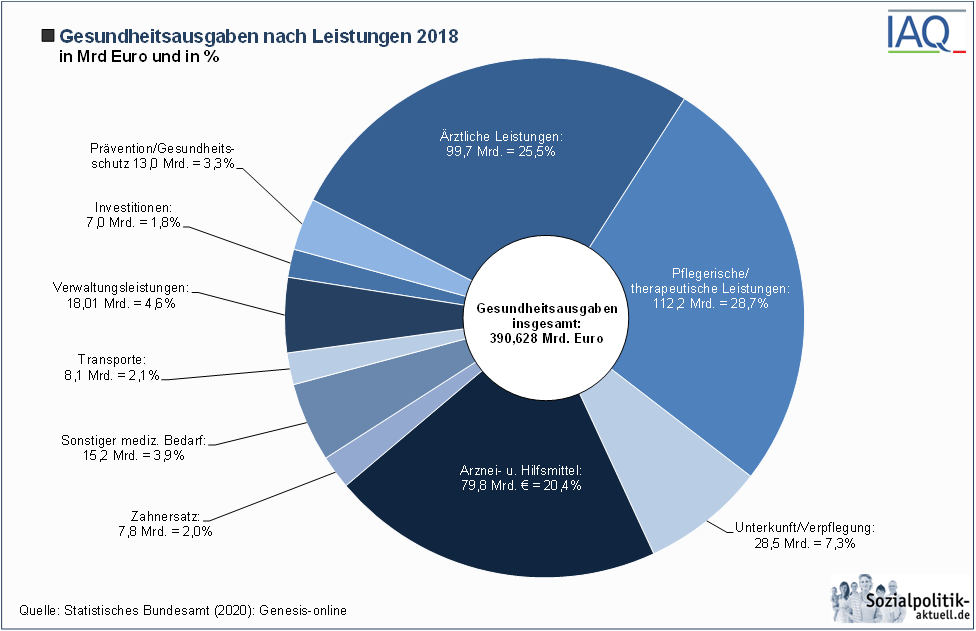 Gesundheitsausgaben nach Leistungen 2018
in Mrd Euro und in %
IAQ
Ärztliche Leistungen:
99,7 Mrd. = 25,5%
Prävention/Gesundheits-
schutz 13,0 Mrd. = 3,3%
Investitionen:
7,0 Mrd. = 1,8%
Verwaltungsleistungen:
18,01 Mrd. = 4,6%
Transporte:
8,1 Mrd. = 2,1%
Sonstiger mediz. Bedarf:
15,2 Mrd. = 3,9%
Zahnersatz:
7,8 Mrd. = 2,0%
Pflegerische/
therapeutische Leistungen:
112,2 Mrd. = 28,7%
Gesundheitsausgaben
insgesamt:
390,628 Mrd. Euro
Arznei- u. Hilfsmittel:
79,8 Mrd. € = 20,4%
Unterkunft/Verpflegung:
28,5 Mrd. = 7,3%
Quelle: Statistisches Bundesamt (2020): Genesis-online
Sozialpolitik-
aktuell.de